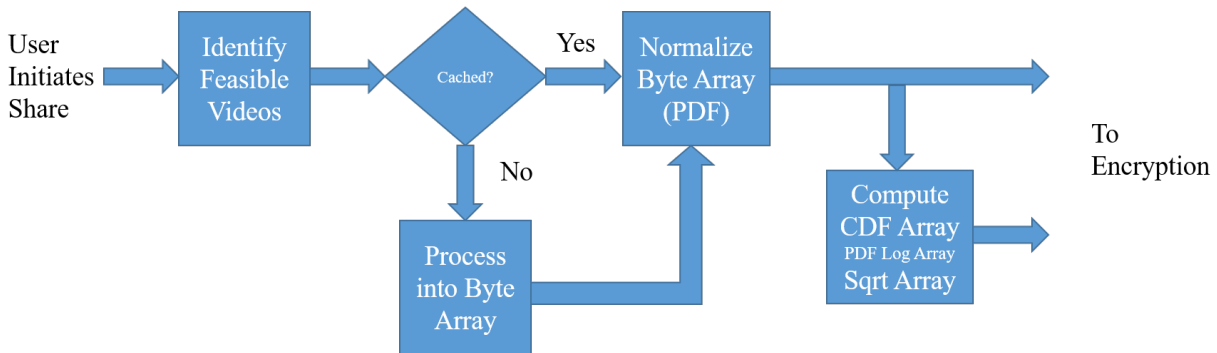 User
Initiates
Share
Identify
Feasible
Videos
Cached?
Yes
No
Process
into Byte
Array
Normalize
Byte Array
(PDF)
Compute
CDF Array
PDF Log Array
Sqrt Array
To
Encryption